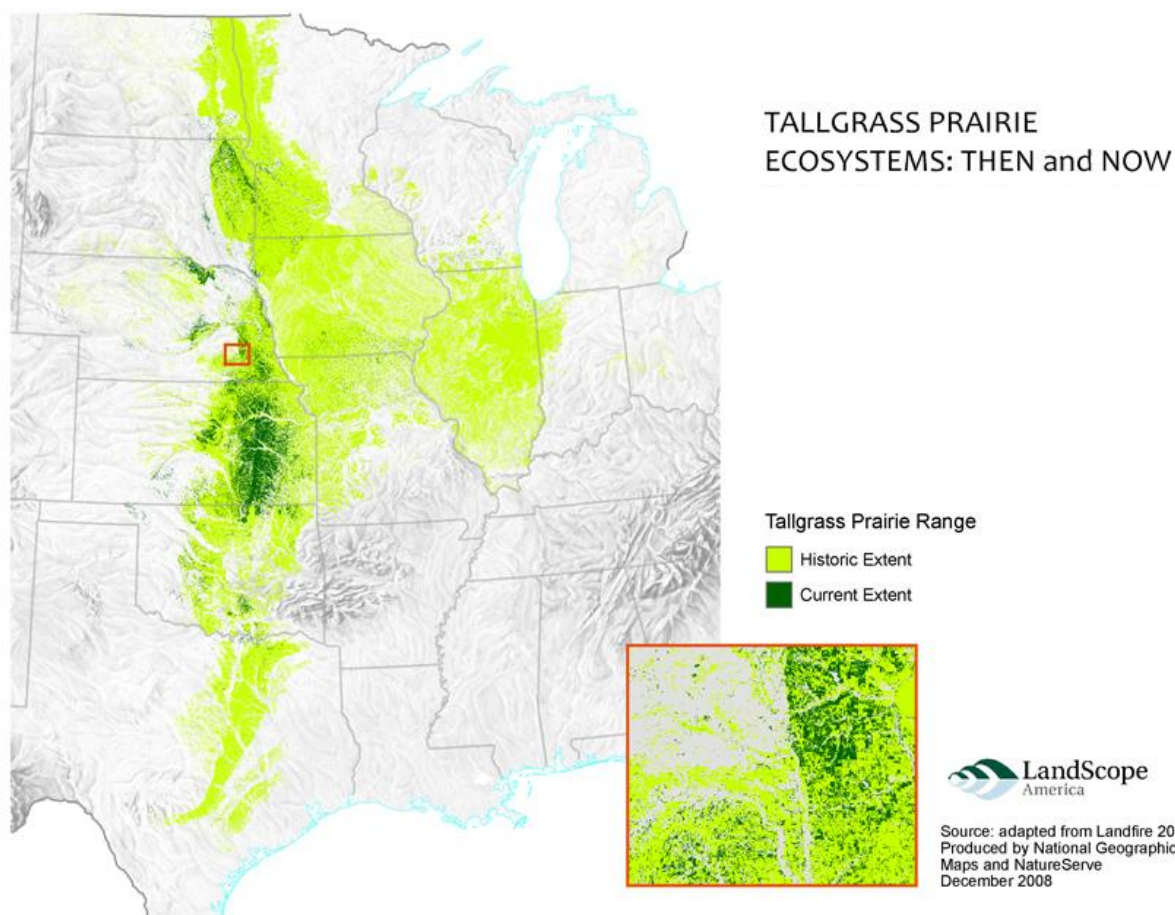 TALLGRASS PRAIRIE
ECOSYSTEMS: THEN and NOW
Tallgrass Prairie Range
Historic Extent
Current Extent
LandScope
America
Source: adapted from Landfire 20
Produced by National Geographic
Maps and NatureServe
December 2008